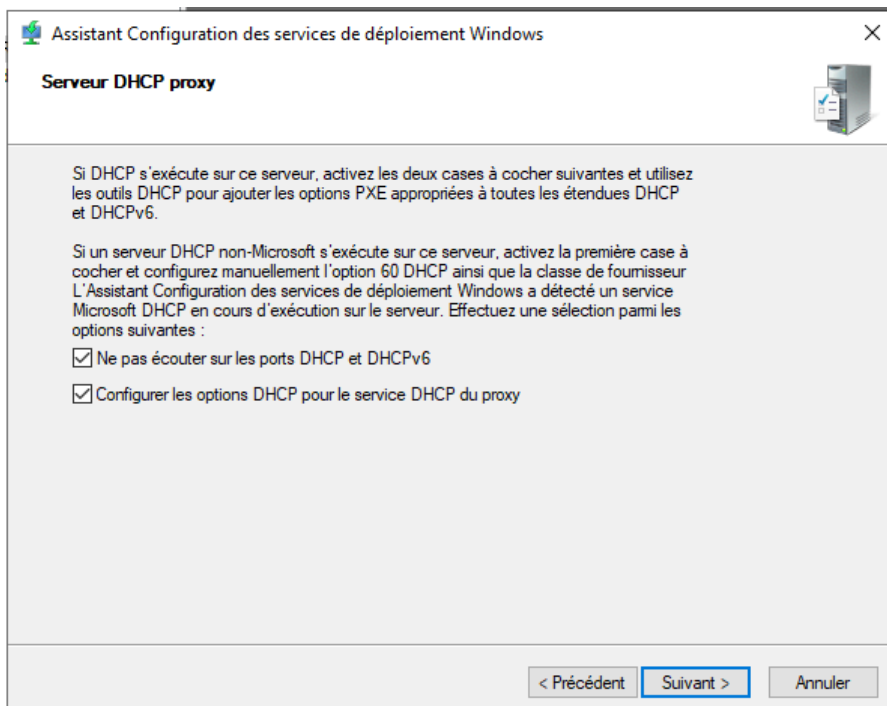 Assistant Configuration des services de déploiement Windows
Serveur DHCP proxy
Si DHCP s'exécute sur ce serveur, activez les deux cases à cocher suivantes et utilisez
les outils DHCP pour ajouter les options PXE appropriées à toutes les étendues DHCP
et DHCPv6.
Si un serveur DHCP non-Microsoft s'exécute sur ce serveur, activez la première case à
cocher et configurez manuellement l'option 60 DHCP ainsi que la classe de fournisseur
L'Assistant Configuration des services de déploiement Windows a détecté un service
Microsoft DHCP en cours d'exécution sur le serveur. Effectuez une sélection parmi les
options suivantes :
Ne pas écouter sur les ports DHCP et DHCPv6
Configurer les options DHCP pour le service DHCP du proxy
< Précédent Suivant > Annuler